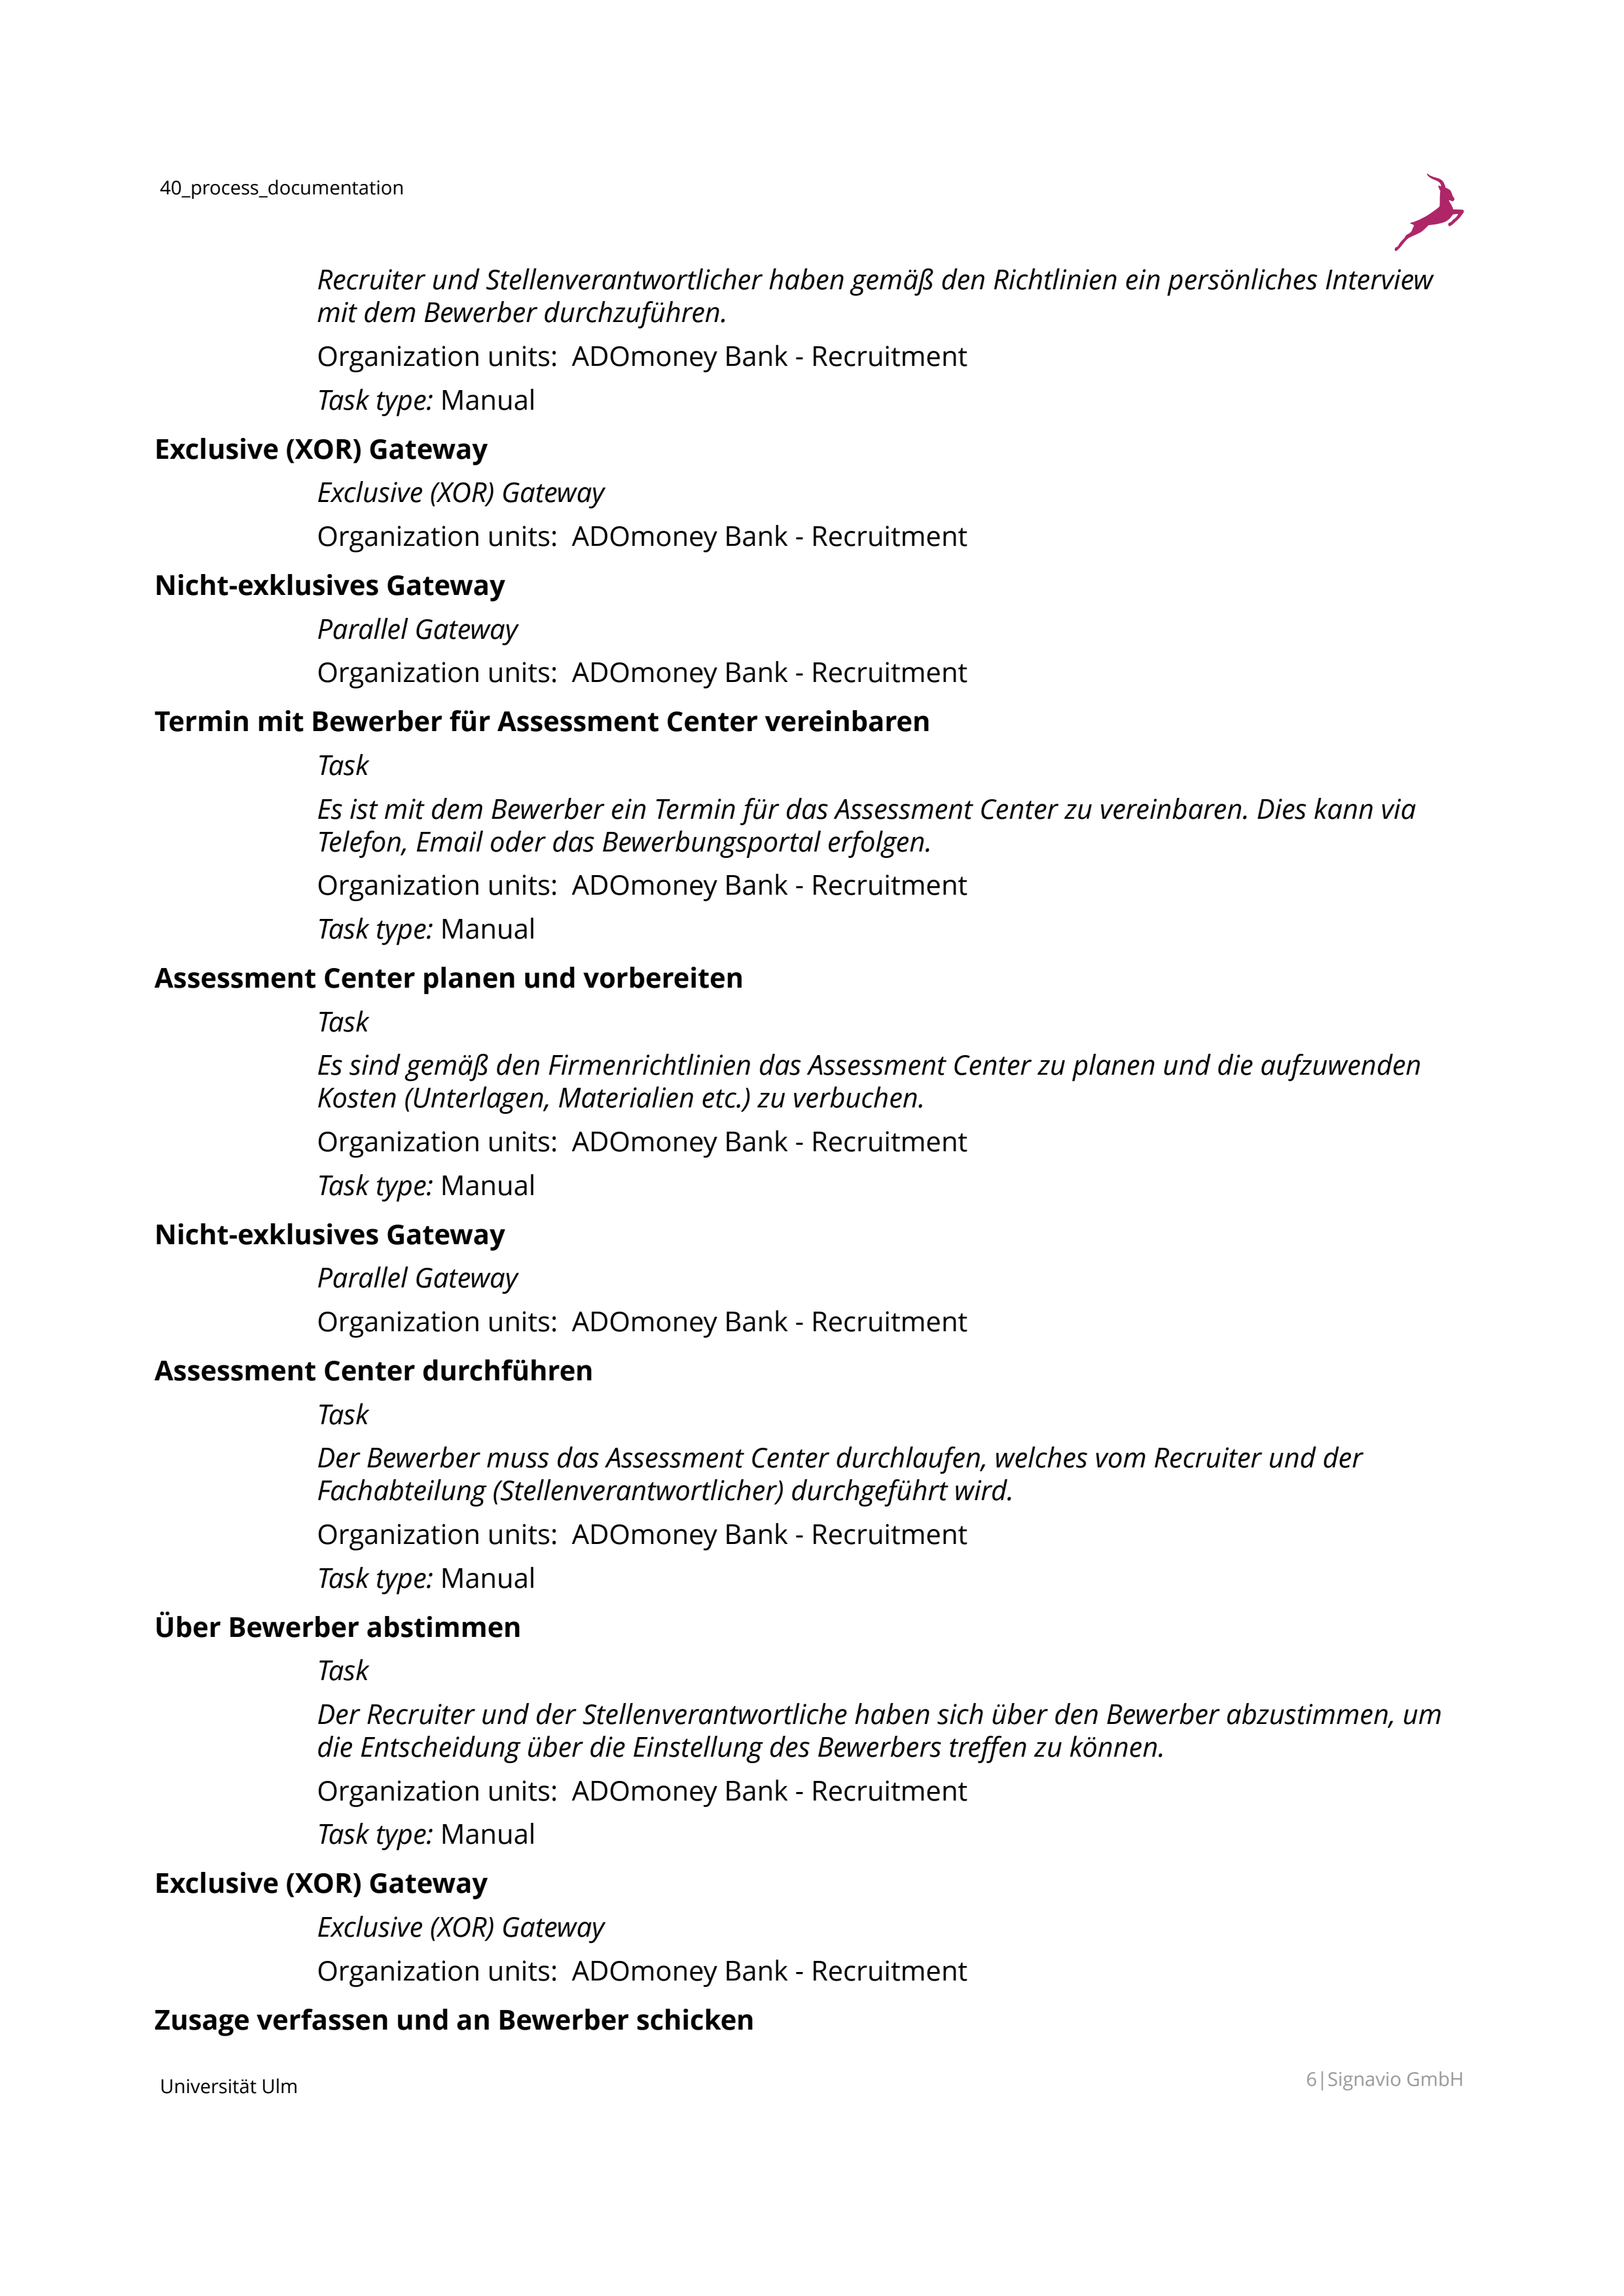 40_process_documentation
Recruiter und Stellenverantwortlicher haben gemäß den Richtlinien ein persönliches Interview
mit dem Bewerber durchzuführen.
Organization units: ADOmoney Bank - Recruitment
Task type: Manual
Exclusive (XOR) Gateway
Exclusive (XOR) Gateway
Organization units: ADOmoney Bank - Recruitment
Nicht-exklusives Gateway
Parallel Gateway
Organization units: ADOmoney Bank - Recruitment
Termin mit Bewerber für Assessment Center vereinbaren
Task
Es ist mit dem Bewerber ein Termin für das Assessment Center zu vereinbaren. Dies kann via
Telefon, Email oder das Bewerbungsportal erfolgen.
Organization units: ADOmoney Bank - Recruitment
Task type: Manual
Assessment Center planen und vorbereiten
Task
Es sind gemäß den Firmenrichtlinien das Assessment Center zu planen und die aufzuwenden
Kosten (Unterlagen, Materialien etc.) zu verbuchen.
Organization units: ADOmoney Bank - Recruitment
Task type: Manual
Nicht-exklusives Gateway
Parallel Gateway
Organization units: ADOmoney Bank - Recruitment
Assessment Center durchführen
Task
Der Bewerber muss das Assessment Center durchlaufen, welches vom Recruiter und der
Fachabteilung (Stellenverantwortlicher) durchgeführt wird.
Organization units: ADOmoney Bank - Recruitment
Task type: Manual
Über Bewerber abstimmen
Task
Der Recruiter und der Stellenverantwortliche haben sich über den Bewerber abzustimmen, um
die Entscheidung über die Einstellung des Bewerbers treffen zu können.
Organization units: ADOmoney Bank - Recruitment
Task type: Manual
Exclusive (XOR) Gateway
Exclusive (XOR) Gateway
Organization units: ADOmoney Bank - Recruitment
Zusage verfassen und an Bewerber schicken
Universität Ulm
6|Signavio GmbH